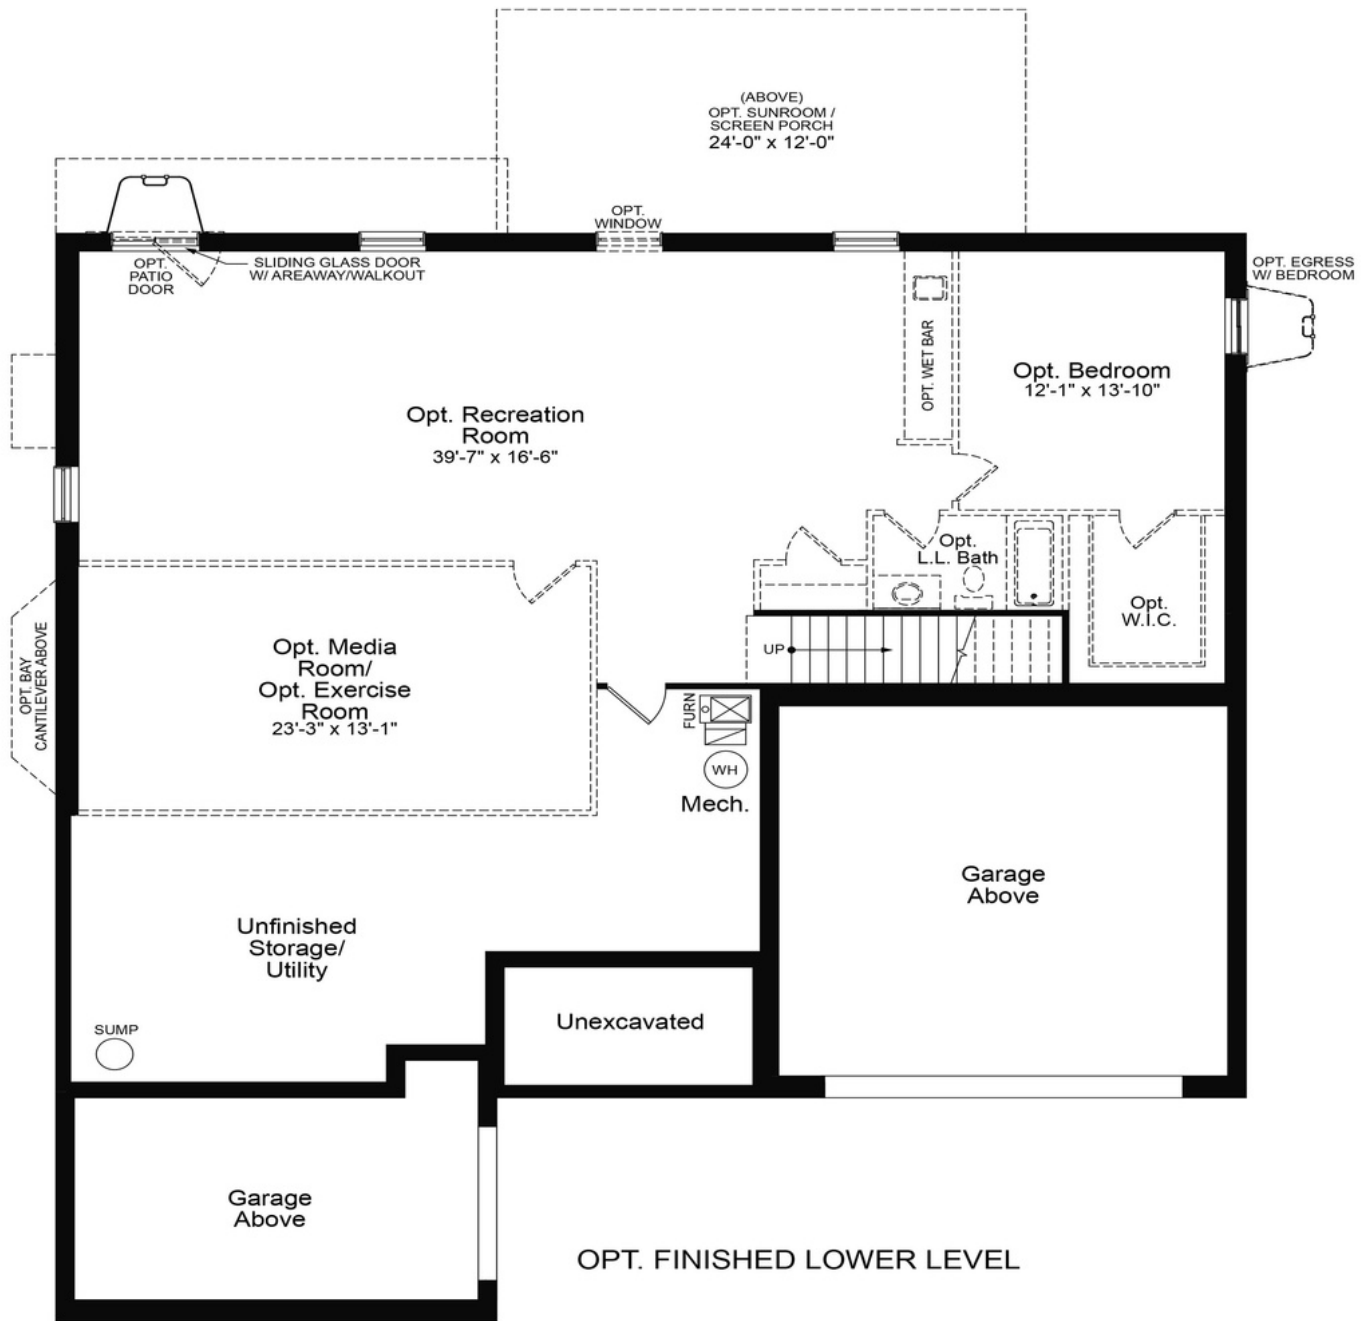 (ABOVE)
OPT. SUNROOM /
SCREEN PORCH
24'-0" x 12'-0"
OPT.
WINDOW
OPT.
PATIO
DOOR
SLIDING GLASS DOOR
W/ AREAWAY/WALKOUT
OPT. EGRESS
W/ BEDROOM
OPT. WET BAR
Opt. Bedroom
12'-1" x 13'-10"
Opt. Recreation
Room
39'-7" x 16'-6"
Opt.
L.L. Bath
Opt.
W.I.C.
OPT. BAY
CANTILEVER ABOVE
Opt. Media
Room/
Opt. Exercise
Room
23'-3" x 13'-1"
UP
FURN
WH
Mech.
Garage
Above
Unfinished
Storage/
Utility
SUMP
Unexcavated
Garage
Above
OPT. FINISHED LOWER LEVEL